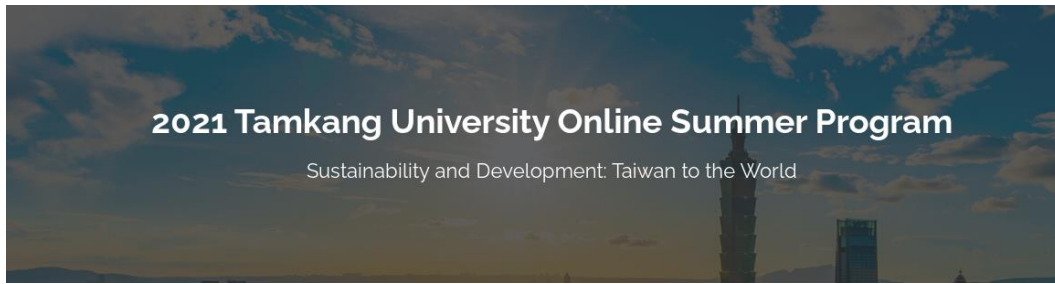 2021 Tamkang University Online Summer Program
Sustainability and Development: Taiwan to the World